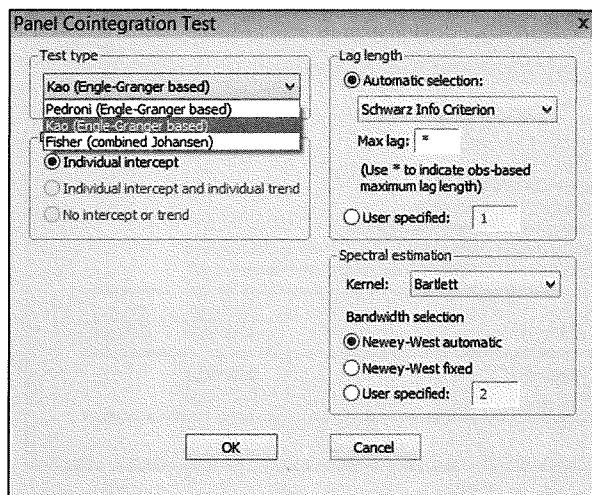 Panel Cointegration Test
x
Test type
Kao (Engle-Granger based)
Pedroni (Engle-Granger based)
Kao (Engle-Granger based)
Fisher (combined Johansen)
Individual intercept
Individual intercept and individual trend
No intercept or trend
Lag length
Automatic selection:
Schwarz Info Criterion
Max lag: *
(Use * to indicate obs-based
maximum lag length)
User specified: 1
Spectral estimation
Kernel: Bartlett
Bandwidth selection
Newey-West automatic
Newey-West fixed
User specified: 2
OK
Cancel